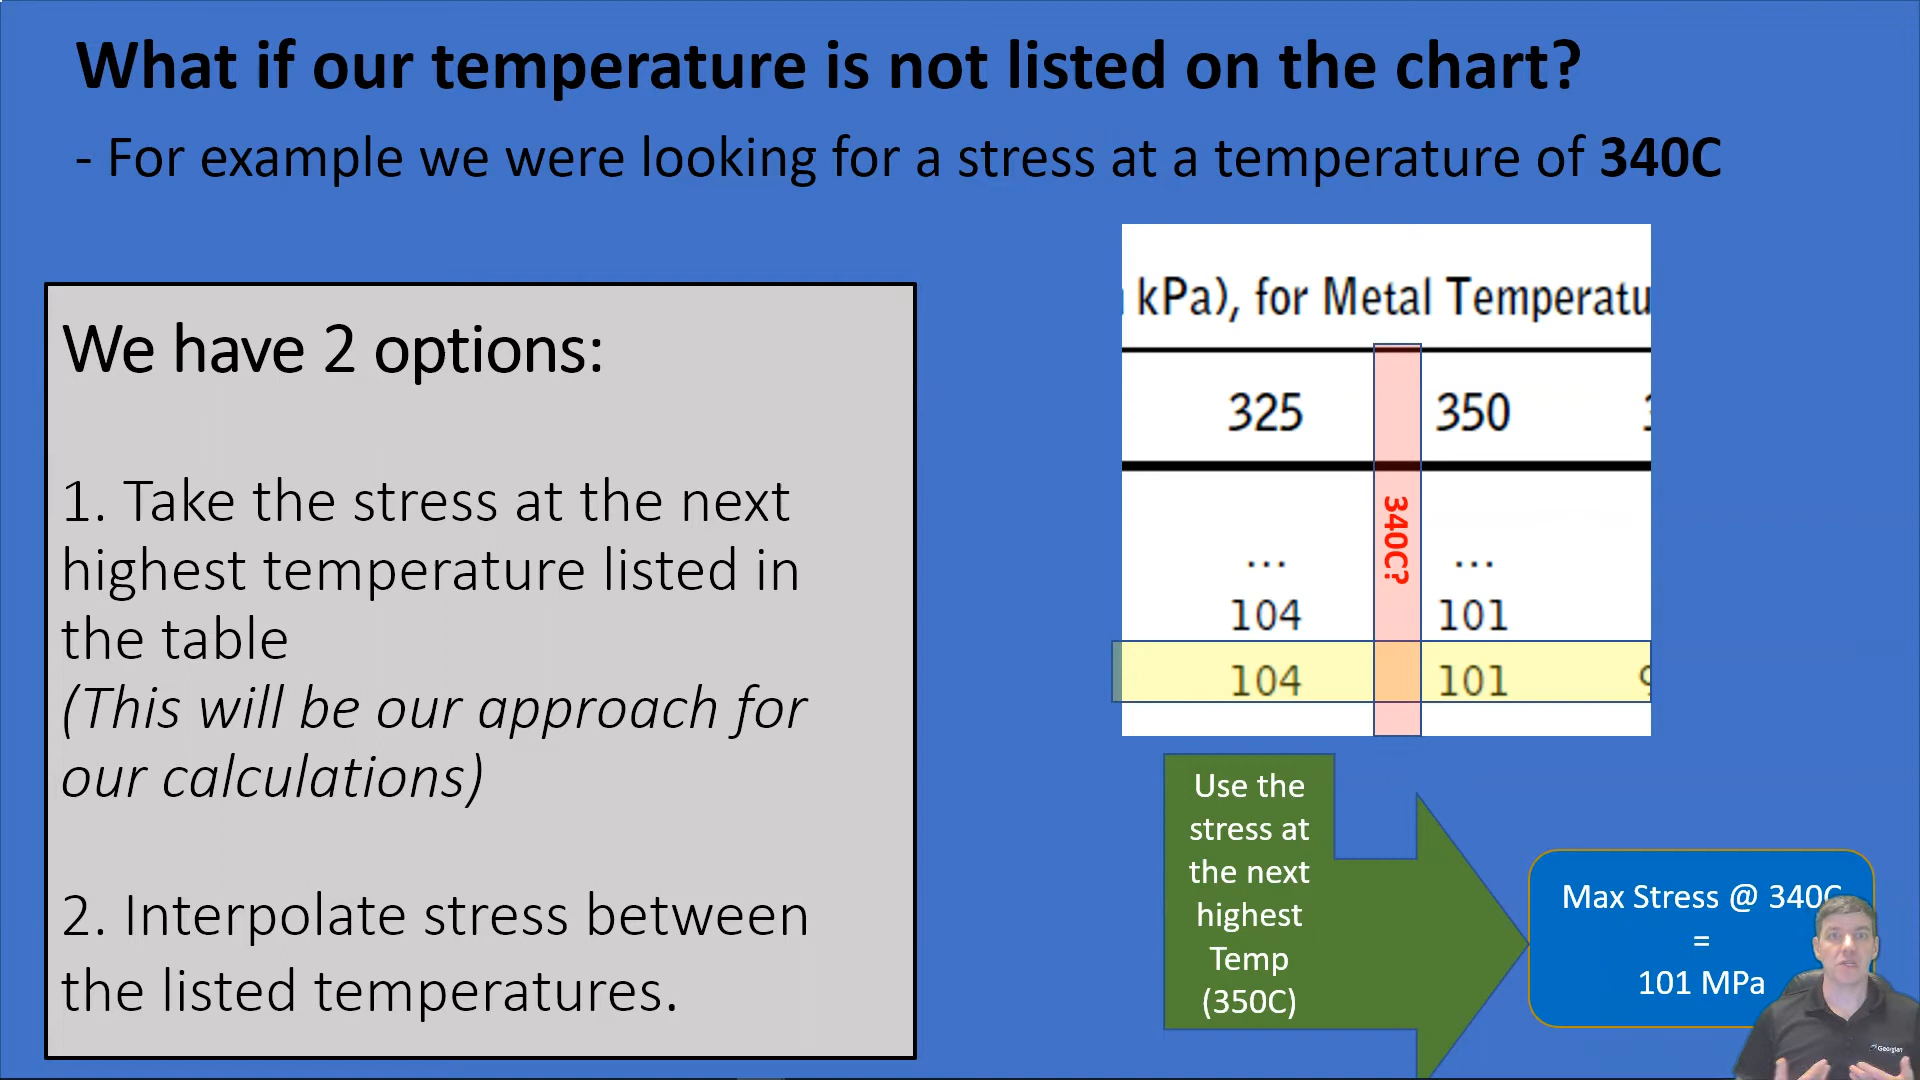 What if our temperature is not listed on the chart?
- For example we were looking for a stress at a temperature of 340C
We have 2 options:
1. Take the stress at the next
highest temperature listed in
the table
(This will be our approach for
our calculations)
2. Interpolate stress between
the listed temperatures.
kPa), for Metal Temperatu
325 350
340C?
... ...
104 101
104 101 9
Use the
stress at
the next
highest
Temp
(350C)
Max Stress @ 340C
=
101 MPa
Georgian